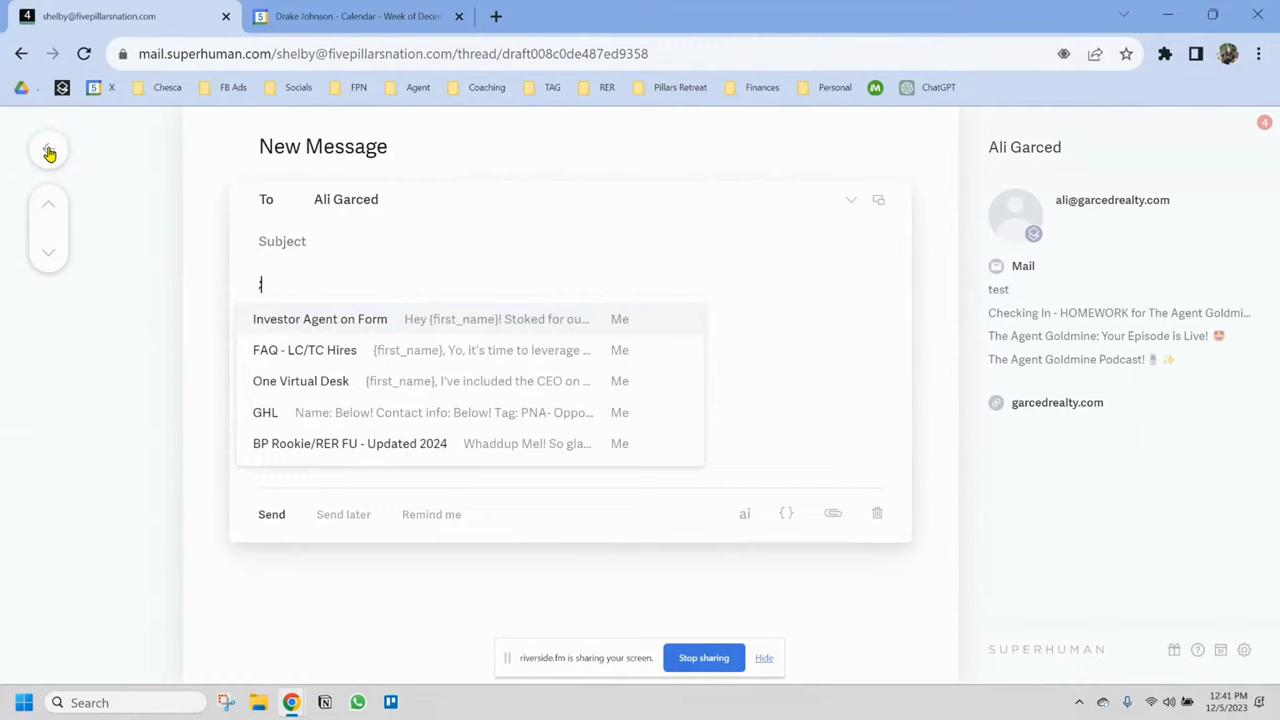 4 shelby@fivepillarsnation.com × 5 Drake Johnson - Calendar - Week of Dece × +
mail.superhuman.com/shelby@fivepillarsnation.com/thread/draft008c0de487ed9358
5 X Chesca FB Ads Socials FPN Agent Coaching TAG RER Pillars Retreat Finances Personal ChatGPT
New Message
To Ali Garced
Subject
;
Investor Agent on Form Hey {first_name}! Stoked for ou... Me
FAQ - LC/TC Hires {first_name}, Yo, it's time to leverage ... Me
One Virtual Desk {first_name}, I've included the CEO on ... Me
GHL Name: Below! Contact info: Below! Tag: PNA- Oppo... Me
BP Rookie/RER FU - Updated 2024 Whaddup Mel! So gla... Me
Send Send later Remind me ai {}
4
Ali Garced
ali@garcedrealty.com
Mail
test
Checking In - HOMEWORK for The Agent Goldmi...
The Agent Goldmine: Your Episode is Live! 🤩
The Agent Goldmine Podcast! 🎙️ ✨
garcedrealty.com
SUPERHUMAN
riverside.fm is sharing your screen. Stop sharing Hide
Search
12:41 PM
12/5/2023